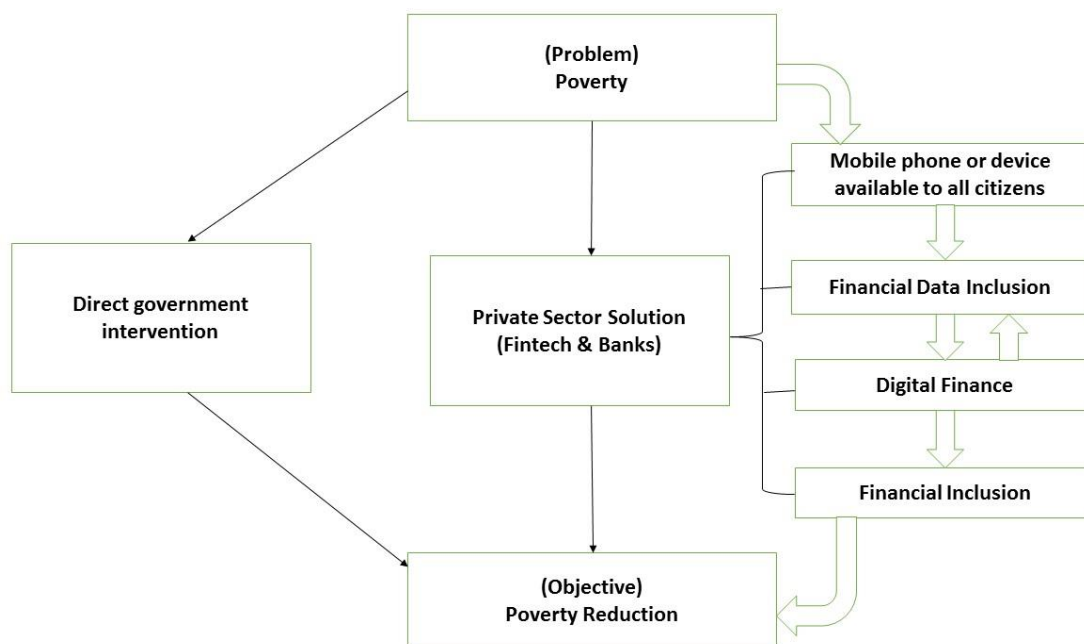 (Problem)
Poverty
Mobile phone or device
available to all citizens
Direct government
intervention
Private Sector Solution
(Fintech & Banks)
Financial Data Inclusion
Digital Finance
Financial Inclusion
(Objective)
Poverty Reduction